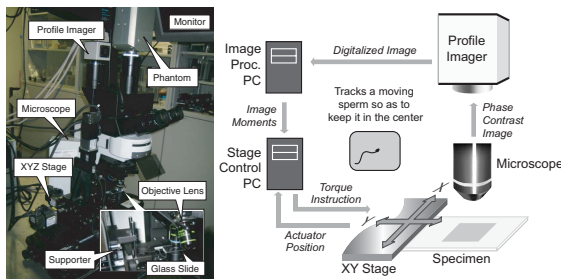 Profile Imager
Monitor
Phantom
Microscope
XYZ Stage
Objective Lens
Supporter
Glass Slide
Image
Proc.
PC
Digitalized Image
Profile
Imager
Image
Moments
Tracks a moving
sperm so as to
keep it in the center
Phase
Contrast
Image
Stage
Control
PC
Microscope
Torque
Instruction
Actuator
Position
XY Stage
Specimen